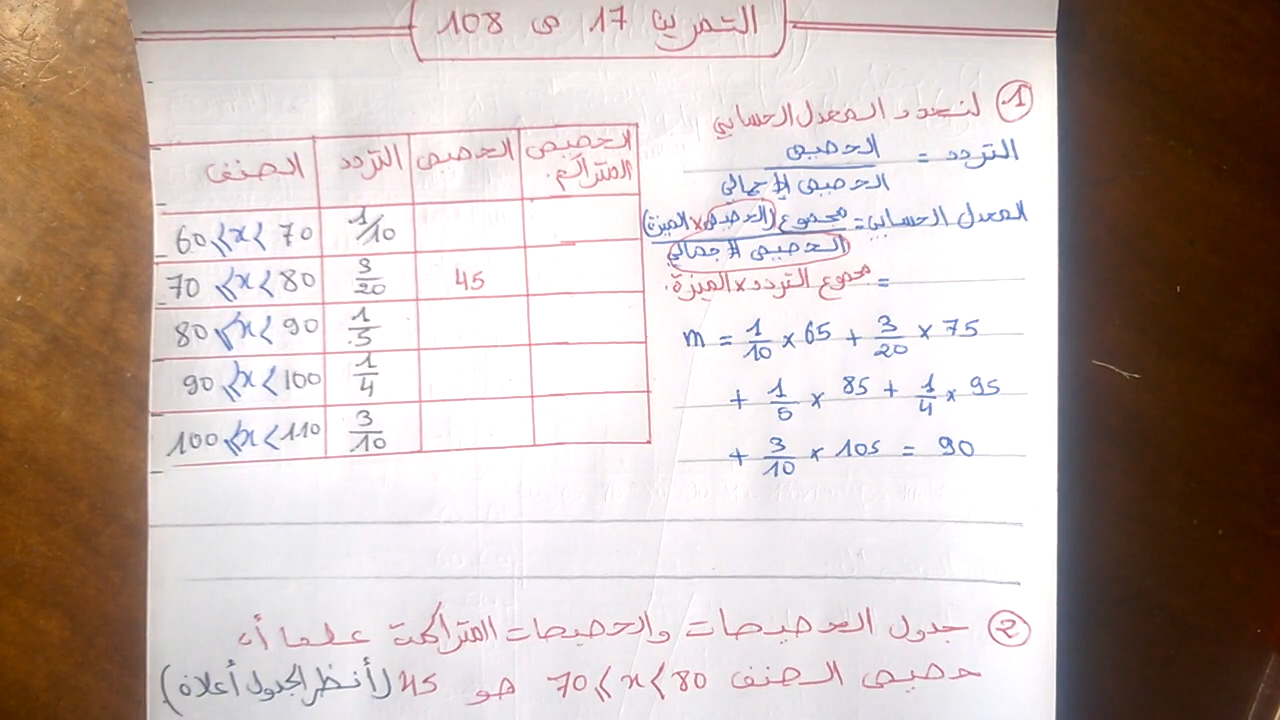 التمرين 17 ص 108
① لنحدد المعدل الحسابي
التردد = الحصيص / الحصيص الإجمالي
المعدل الحسابي = مجموع (الحصيص × الميزة) / الحصيص الإجمالي
= مجموع التردد × الميزة.
m = 1/10 × 65 + 3/20 × 75
+ 1/5 × 85 + 1/4 × 95
+ 3/10 × 105 = 90
الصنف التردد الحصيص الحصيص المتراكم.
60 ⩽ x < 70 1/10
70 ⩽ x < 80 3/20 45
80 ⩽ x < 90 1/5
90 ⩽ x < 100 1/4
100 ⩽ x < 110 3/10
② جدول الحصيصات والحصيصات المتراكمة علما أن
حصيص الصنف 70 ⩽ x < 80 هو 45 (أنظر الجدول أعلاه)